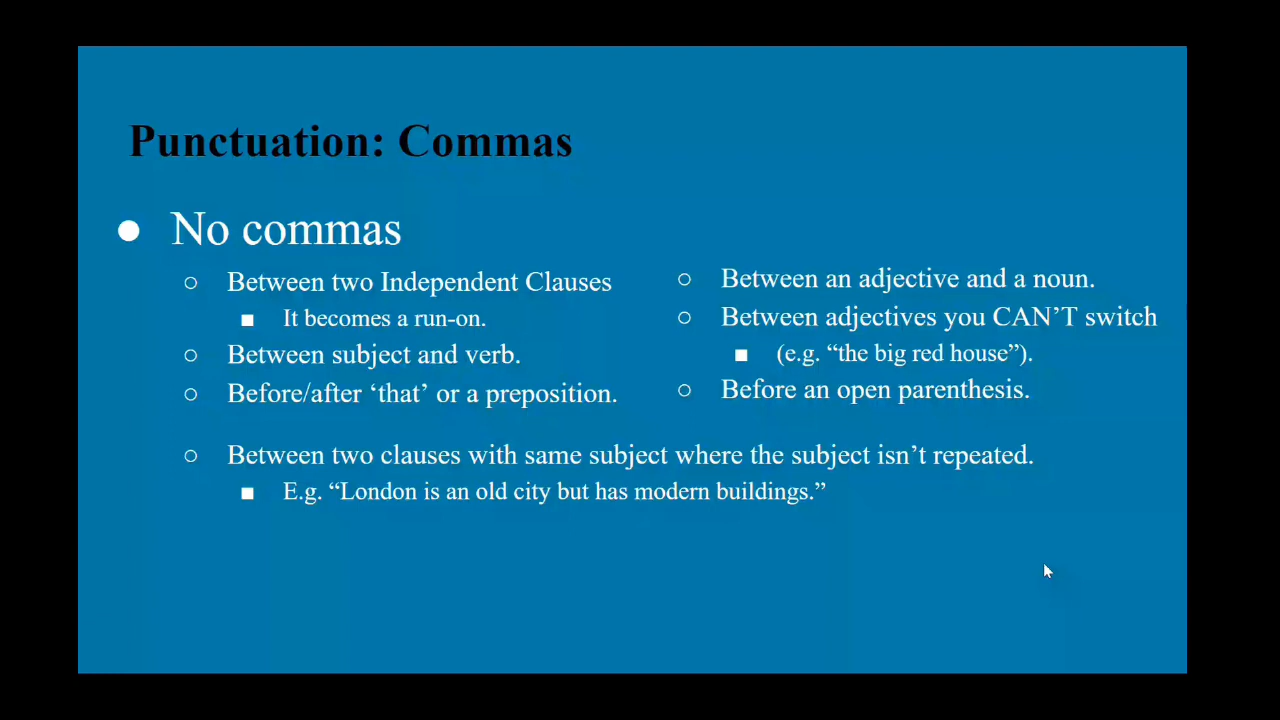 Punctuation: Commas
● No commas
○ Between two Independent Clauses
■ It becomes a run-on.
○ Between subject and verb.
○ Before/after ‘that’ or a preposition.
○ Between an adjective and a noun.
○ Between adjectives you CAN’T switch
■ (e.g. “the big red house”).
○ Before an open parenthesis.
○ Between two clauses with same subject where the subject isn’t repeated.
■ E.g. “London is an old city but has modern buildings.”